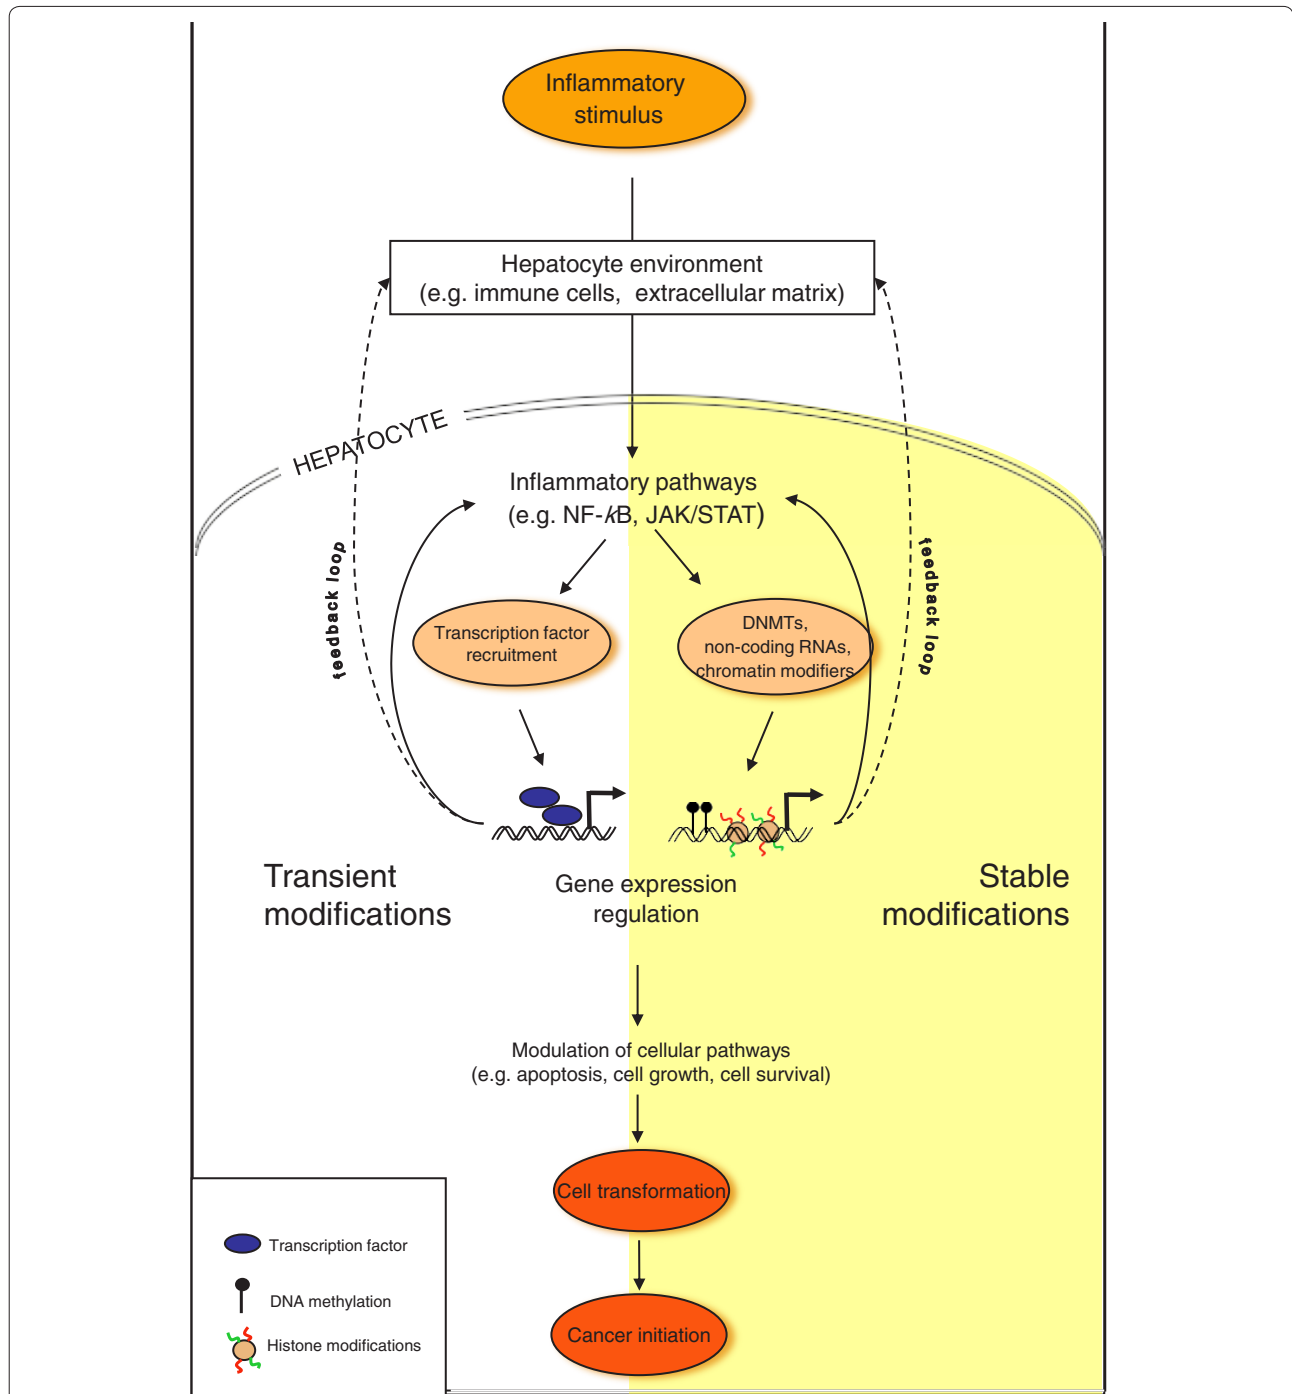 Inflammatory
stimulus
Hepatocyte environment
(e.g. immune cells, extracellular matrix)
HEPATOCYTE
Inflammatory pathways
(e.g. NF-kB, JAK/STAT)
feedback loop
feedback loop
Transcription factor
recruitment
DNMTs,
non-coding RNAs,
chromatin modifiers
Transient
modifications
Gene expression
regulation
Stable
modifications
Modulation of cellular pathways
(e.g. apoptosis, cell growth, cell survival)
Cell transformation
Cancer initiation
Transcription factor
DNA methylation
Histone modifications